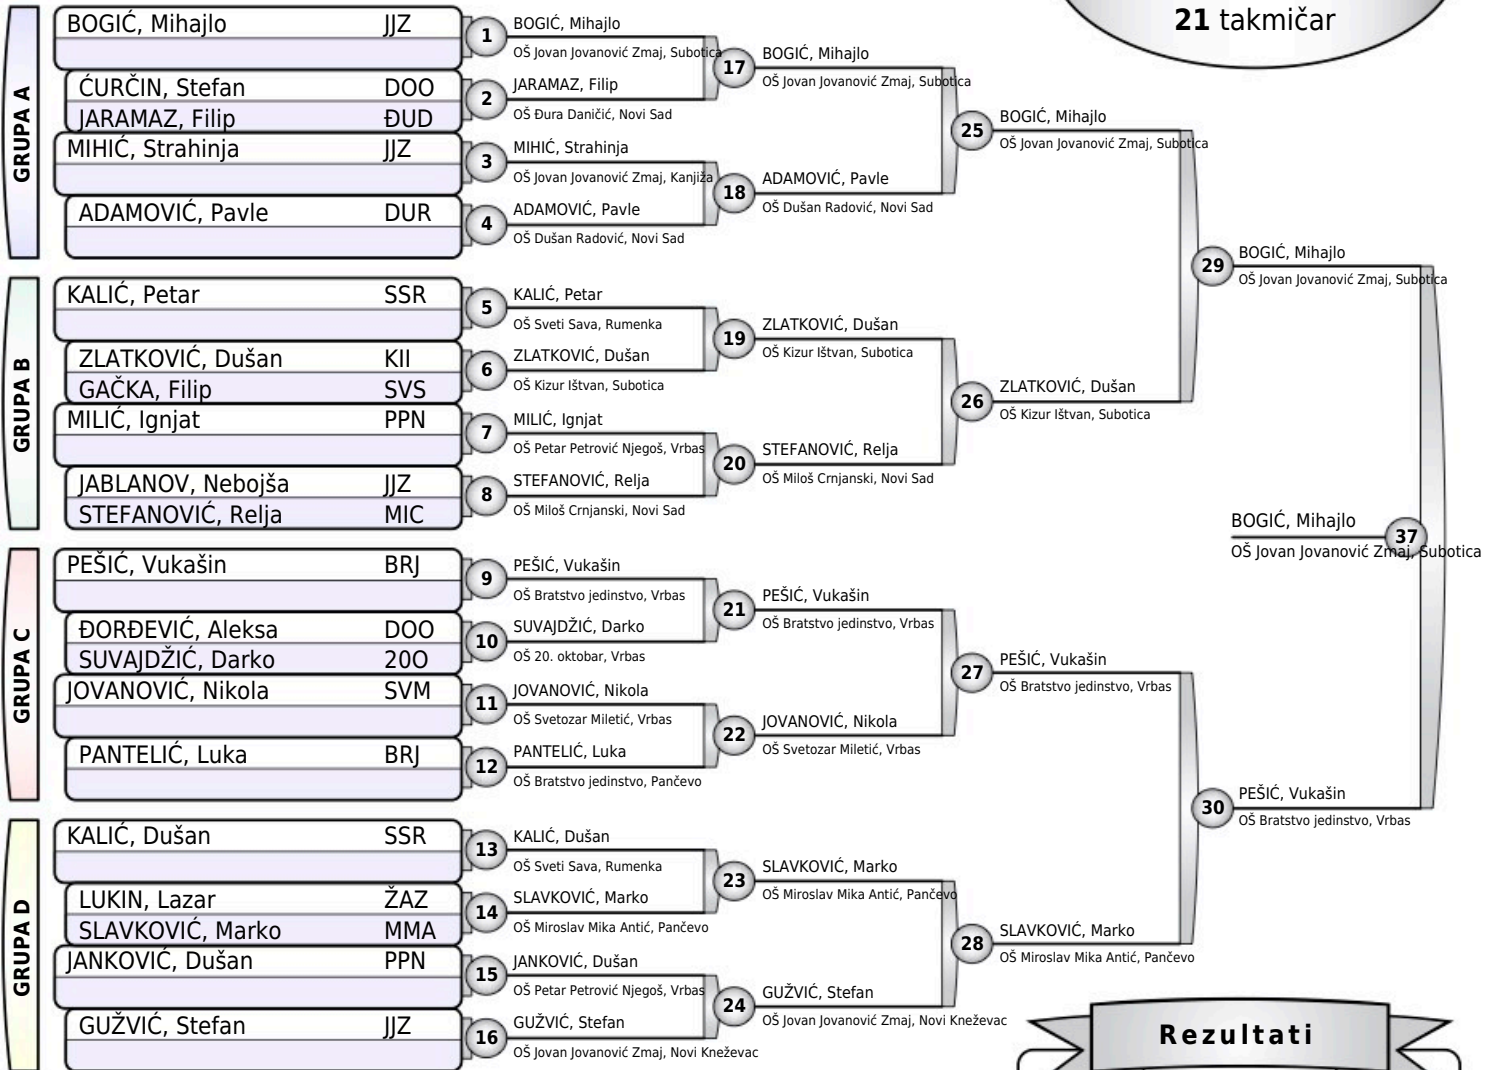 21 takmičar
GRUPA A
BOGIĆ, Mihajlo JJZ
ĆURČIN, Stefan DOO
JARAMAZ, Filip ĐUD
MIHIĆ, Strahinja JJZ
ADAMOVIĆ, Pavle DUR
GRUPA B
KALIĆ, Petar SSR
ZLATKOVIĆ, Dušan KII
GAČKA, Filip SVS
MILIĆ, Ignjat PPN
JABLANOV, Nebojša JJZ
STEFANOVIĆ, Relja MIC
GRUPA C
PEŠIĆ, Vukašin BRJ
ĐORĐEVIĆ, Aleksa DOO
SUVAJDŽIĆ, Darko 20O
JOVANOVIĆ, Nikola SVM
PANTELIĆ, Luka BRJ
GRUPA D
KALIĆ, Dušan SSR
LUKIN, Lazar ŽAZ
SLAVKOVIĆ, Marko MMA
JANKOVIĆ, Dušan PPN
GUŽVIĆ, Stefan JJZ
1 BOGIĆ, Mihajlo
OŠ Jovan Jovanović Zmaj, Subotica
2 JARAMAZ, Filip
OŠ Đura Daničić, Novi Sad
3 MIHIĆ, Strahinja
OŠ Jovan Jovanović Zmaj, Kanjiža
4 ADAMOVIĆ, Pavle
OŠ Dušan Radović, Novi Sad
5 KALIĆ, Petar
OŠ Sveti Sava, Rumenka
6 ZLATKOVIĆ, Dušan
OŠ Kizur Ištvan, Subotica
7 MILIĆ, Ignjat
OŠ Petar Petrović Njegoš, Vrbas
8 STEFANOVIĆ, Relja
OŠ Miloš Crnjanski, Novi Sad
9 PEŠIĆ, Vukašin
OŠ Bratstvo jedinstvo, Vrbas
10 SUVAJDŽIĆ, Darko
OŠ 20. oktobar, Vrbas
11 JOVANOVIĆ, Nikola
OŠ Svetozar Miletić, Vrbas
12 PANTELIĆ, Luka
OŠ Bratstvo jedinstvo, Pančevo
13 KALIĆ, Dušan
OŠ Sveti Sava, Rumenka
14 SLAVKOVIĆ, Marko
OŠ Miroslav Mika Antić, Pančevo
15 JANKOVIĆ, Dušan
OŠ Petar Petrović Njegoš, Vrbas
16 GUŽVIĆ, Stefan
OŠ Jovan Jovanović Zmaj, Novi Kneževac
17 BOGIĆ, Mihajlo
OŠ Jovan Jovanović Zmaj, Subotica
18 ADAMOVIĆ, Pavle
OŠ Dušan Radović, Novi Sad
19 ZLATKOVIĆ, Dušan
OŠ Kizur Ištvan, Subotica
20 STEFANOVIĆ, Relja
OŠ Miloš Crnjanski, Novi Sad
21 PEŠIĆ, Vukašin
OŠ Bratstvo jedinstvo, Vrbas
22 JOVANOVIĆ, Nikola
OŠ Svetozar Miletić, Vrbas
23 SLAVKOVIĆ, Marko
OŠ Miroslav Mika Antić, Pančevo
24 GUŽVIĆ, Stefan
OŠ Jovan Jovanović Zmaj, Novi Kneževac
25 BOGIĆ, Mihajlo
OŠ Jovan Jovanović Zmaj, Subotica
26 ZLATKOVIĆ, Dušan
OŠ Kizur Ištvan, Subotica
27 PEŠIĆ, Vukašin
OŠ Bratstvo jedinstvo, Vrbas
28 SLAVKOVIĆ, Marko
OŠ Miroslav Mika Antić, Pančevo
29 BOGIĆ, Mihajlo
OŠ Jovan Jovanović Zmaj, Subotica
30 PEŠIĆ, Vukašin
OŠ Bratstvo jedinstvo, Vrbas
BOGIĆ, Mihajlo 37
OŠ Jovan Jovanović Zmaj, Subotica
Rezultati